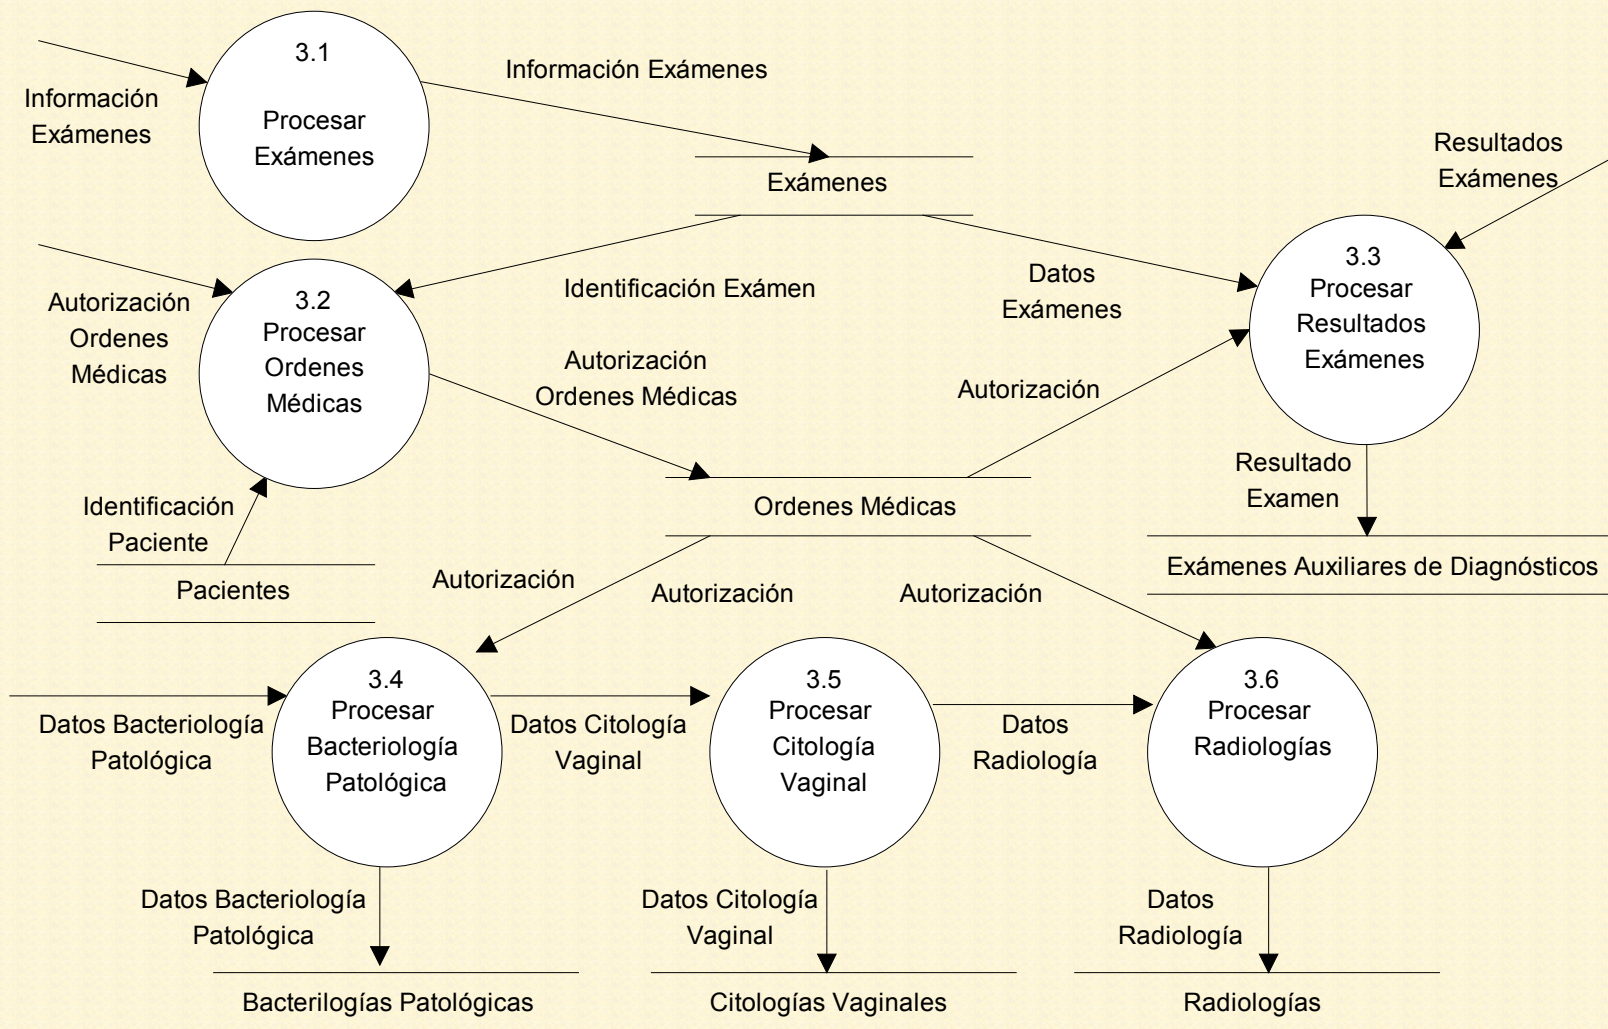 3.1
Procesar
Exámenes
Información
Exámenes
Información Exámenes
Exámenes
Resultados
Exámenes
Autorización
Ordenes
Médicas
3.2
Procesar
Ordenes
Médicas
Identificación Exámen
Datos
Exámenes
3.3
Procesar
Resultados
Exámenes
Autorización
Ordenes Médicas
Autorización
Identificación
Paciente
Pacientes
Ordenes Médicas
Resultado
Examen
Exámenes Auxiliares de Diagnósticos
Autorización
Autorización
Autorización
Datos Bacteriología
Patológica
3.4
Procesar
Bacteriología
Patológica
Datos Citología
Vaginal
3.5
Procesar
Citología
Vaginal
Datos
Radiología
3.6
Procesar
Radiologías
Datos Bacteriología
Patológica
Datos Citología
Vaginal
Datos
Radiología
Bacterilogías Patológicas
Citologías Vaginales
Radiologías